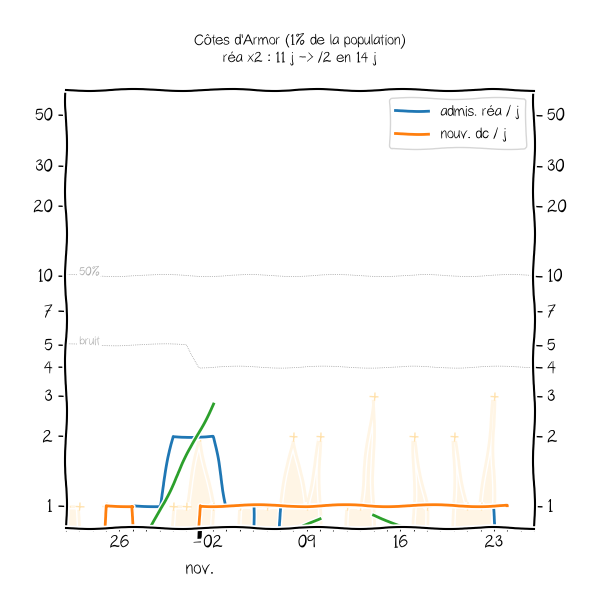 Côtes d'Armor (1% de la population)
réa x2 : 11 j -> /2 en 14 j
admis. réa / j
nouv. dc / j
50 50
30 30
20 20
50%
10 10
7 7
bruit
5 5
4 4
3 3
2 2
1 1
26 02 09 16 23
nov.